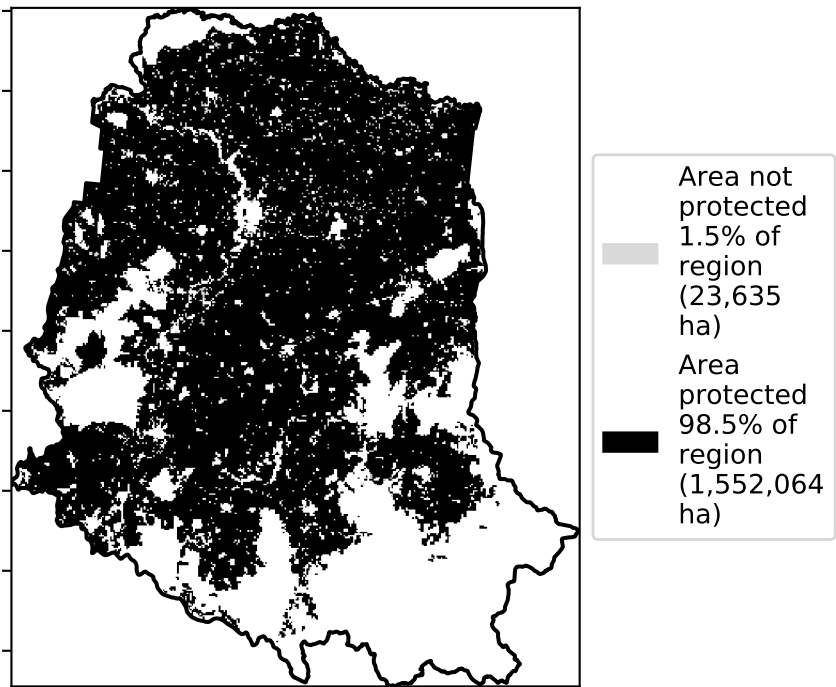 Area not
protected
1.5% of
region
(23,635
ha)
Area
protected
98.5% of
region
(1,552,064
ha)